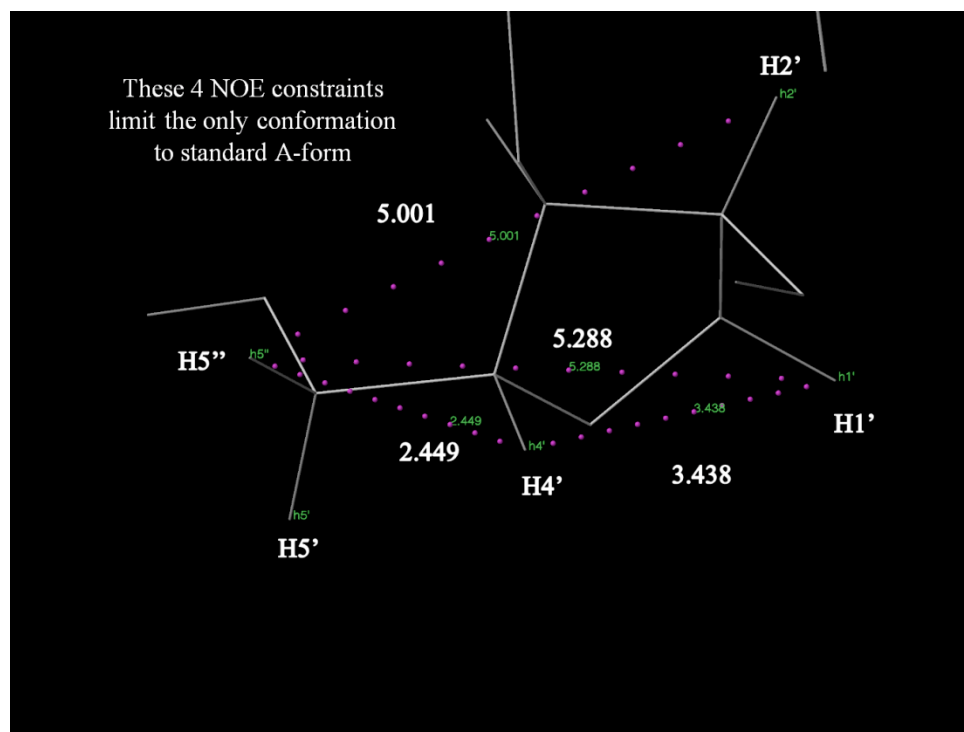 These 4 NOE constraints
limit the only conformation
to standard A-form
H2’
h2'
5.001
5.001
5.288
5.288
H5”
h5"
h1'
H1’
3.438
2.449
2.449
h4'
3.438
H4’
h5'
H5’